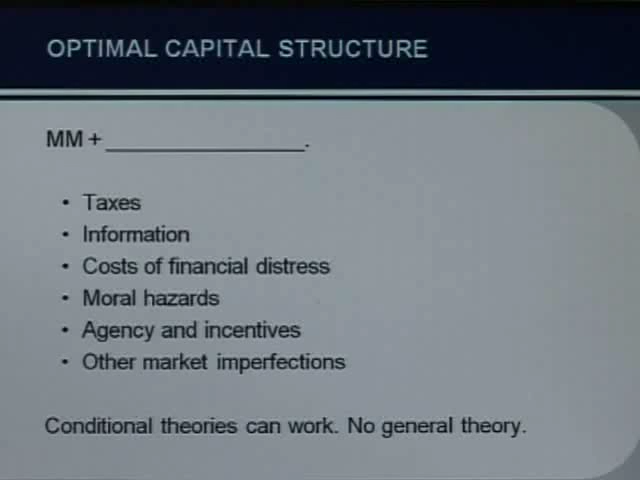 OPTIMAL CAPITAL STRUCTURE
MM + _______________.
• Taxes
• Information
• Costs of financial distress
• Moral hazards
• Agency and incentives
• Other market imperfections
Conditional theories can work. No general theory.